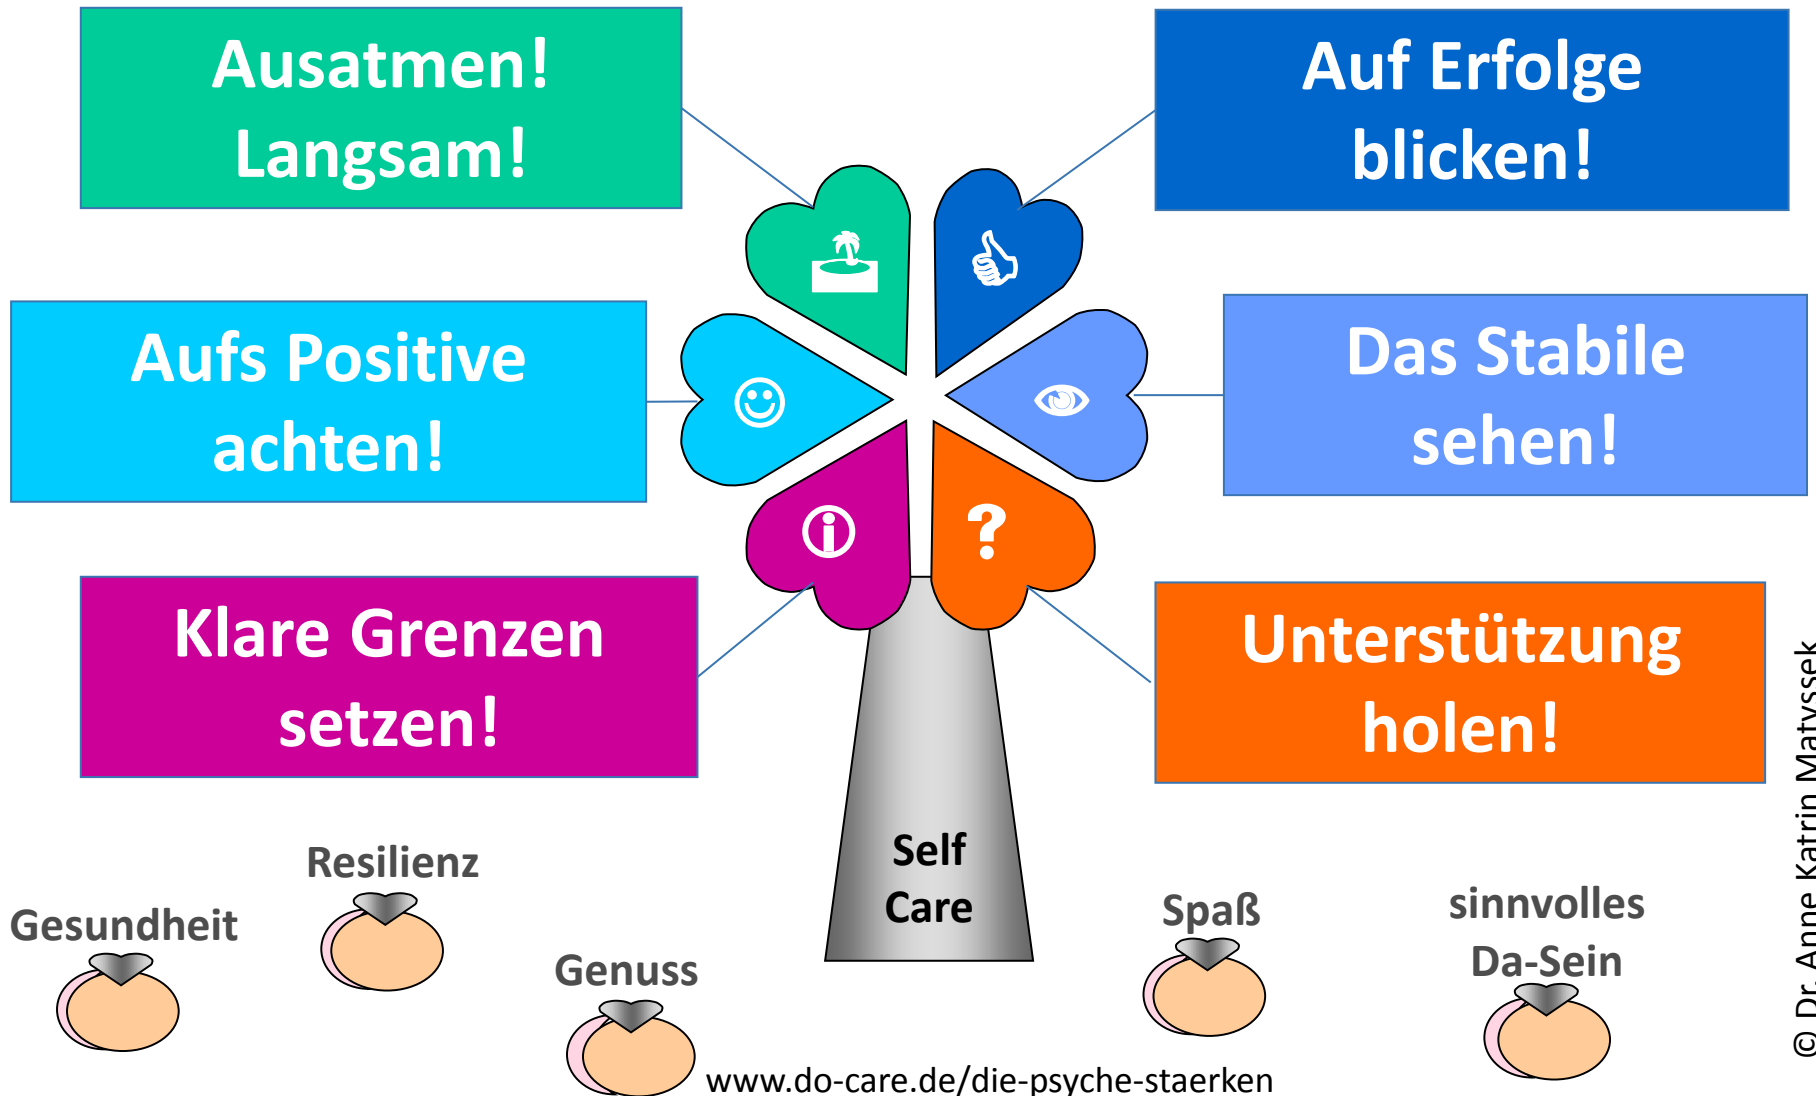 Ausatmen!
Langsam!
Auf Erfolge
blicken!
Aufs Positive
achten!
Das Stabile
sehen!
Klare Grenzen
setzen!
Unterstützung
holen!
Self
Care
Gesundheit
Resilienz
Genuss
Spaß
sinnvolles
Da-Sein
www.do-care.de/die-psyche-staerken
© Dr. Anne Katrin Matyssek